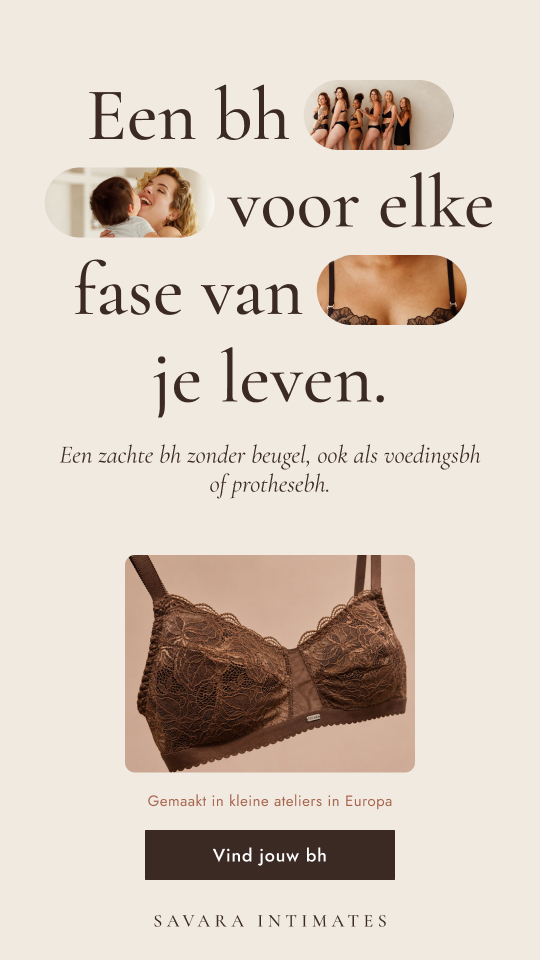 Een bh
voor elke
fase van
je leven.
Een zachte bh zonder beugel, ook als voedingsbh
of prothesebh.
Gemaakt in kleine ateliers in Europa
Vind jouw bh
SAVARA INTIMATES